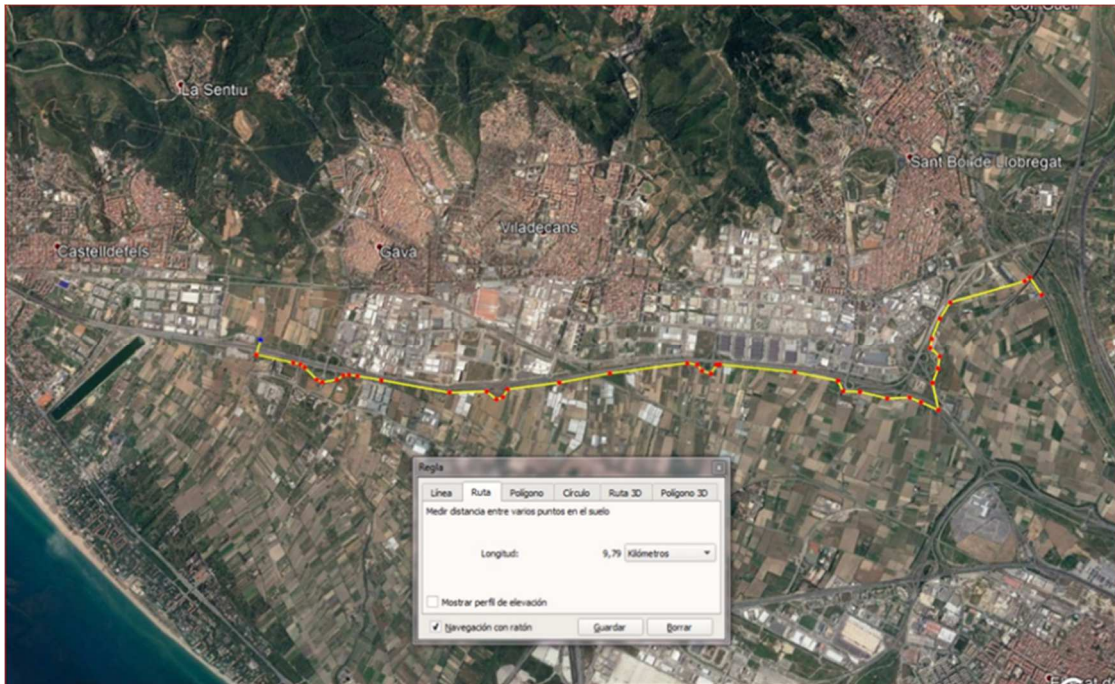 La Sentiu
Sant Boi de Llobregat
Viladecans
Castelldefels
Gavà
Regla
Línea Ruta Polígono Círculo Ruta 3D Polígono 3D
Medir distancia entre varios puntos en el suelo
Longitud: 9,79 Kilómetros
Mostrar perfil de elevación
Navegación con ratón Guardar Borrar